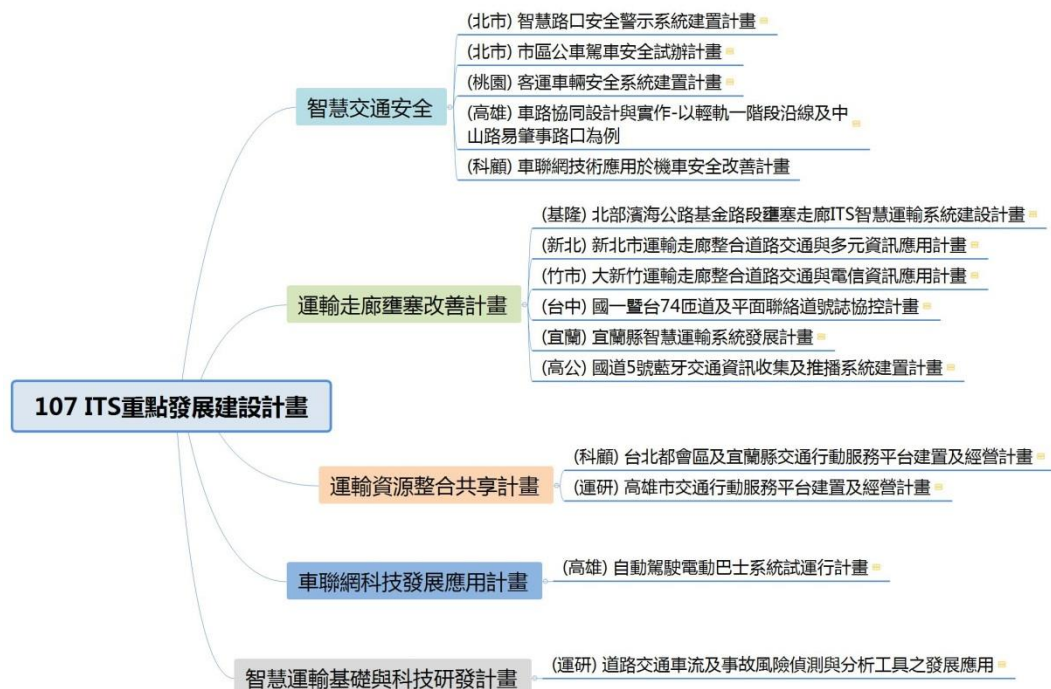 (北市) 智慧路口安全警示系統建置計畫
(北市) 市區公車駕車安全試辦計畫
(桃園) 客運車輛安全系統建置計畫
智慧交通安全
(高雄) 車路協同設計與實作-以輕軌一階段沿線及中
山路易肇事路口為例
(科顧) 車聯網技術應用於機車安全改善計畫
(基隆) 北部濱海公路基金路段壅塞走廊ITS智慧運輸系統建設計畫
(新北) 新北市運輸走廊整合道路交通與多元資訊應用計畫
(竹市) 大新竹運輸走廊整合道路交通與電信資訊應用計畫
運輸走廊壅塞改善計畫
(台中) 國一暨台74匝道及平面聯絡道號誌協控計畫
(宜蘭) 宜蘭縣智慧運輸系統發展計畫
(高公) 國道5號藍牙交通資訊收集及推播系統建置計畫
107 ITS重點發展建設計畫
(科顧) 台北都會區及宜蘭縣交通行動服務平台建置及經營計畫
運輸資源整合共享計畫
(運研) 高雄市交通行動服務平台建置及經營計畫
(高雄) 自動駕駛電動巴士系統試運行計畫
車聯網科技發展應用計畫
(運研) 道路交通車流及事故風險偵測與分析工具之發展應用
智慧運輸基礎與科技研發計畫